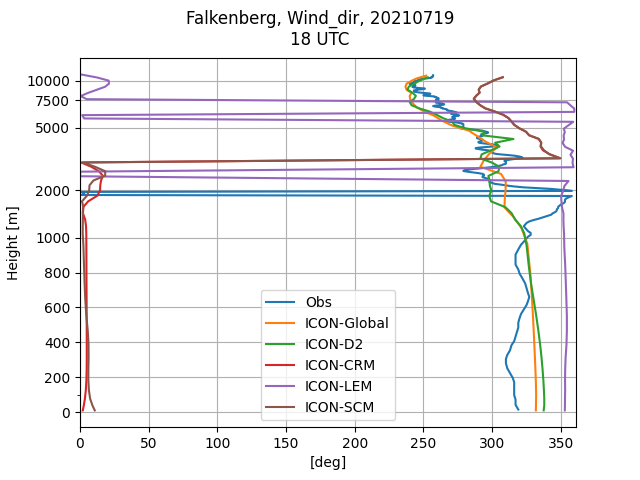 Falkenberg, Wind_dir, 20210719
18 UTC
Height [m]
10000
7500
5000
2000
1000
800
600
400
200
0
Obs
ICON-Global
ICON-D2
ICON-CRM
ICON-LEM
ICON-SCM
0 50 100 150 200 250 300 350
[deg]